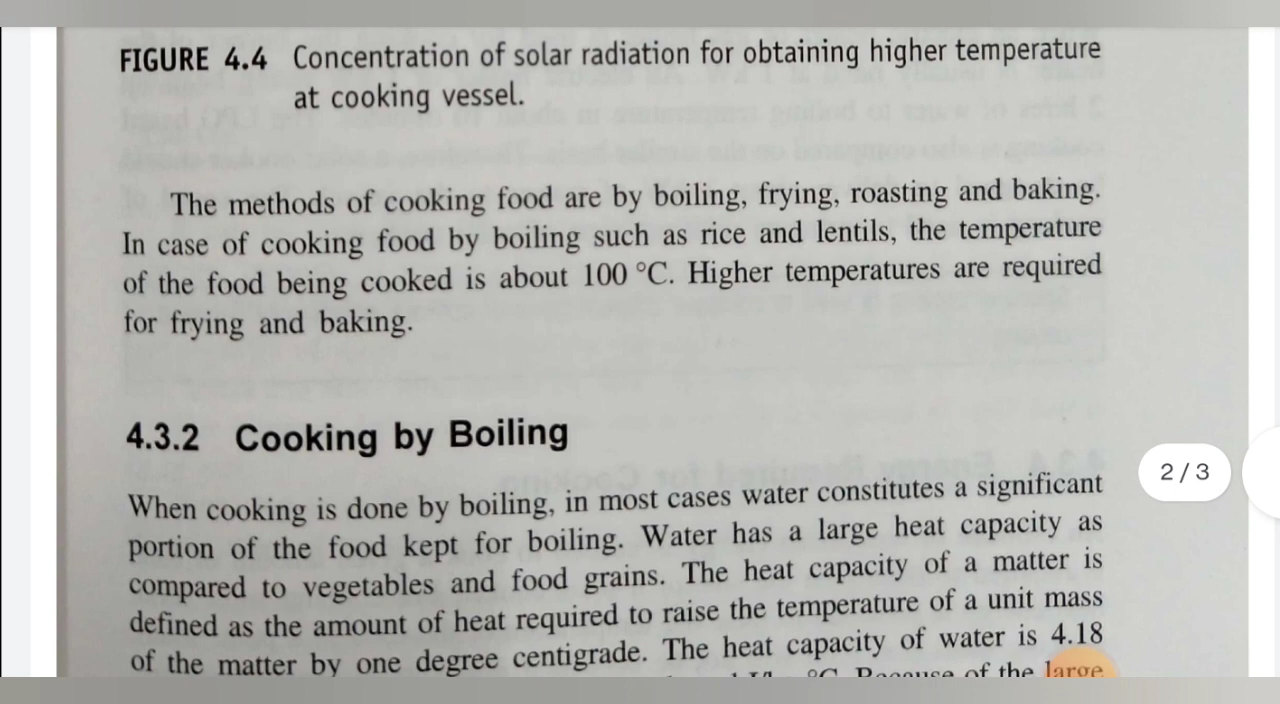 FIGURE 4.4 Concentration of solar radiation for obtaining higher temperature
at cooking vessel.
The methods of cooking food are by boiling, frying, roasting and baking.
In case of cooking food by boiling such as rice and lentils, the temperature
of the food being cooked is about 100 °C. Higher temperatures are required
for frying and baking.
4.3.2 Cooking by Boiling
When cooking is done by boiling, in most cases water constitutes a significant
portion of the food kept for boiling. Water has a large heat capacity as
compared to vegetables and food grains. The heat capacity of a matter is
defined as the amount of heat required to raise the temperature of a unit mass
of the matter by one degree centigrade. The heat capacity of water is 4.18
°C. Because of the large
2/3